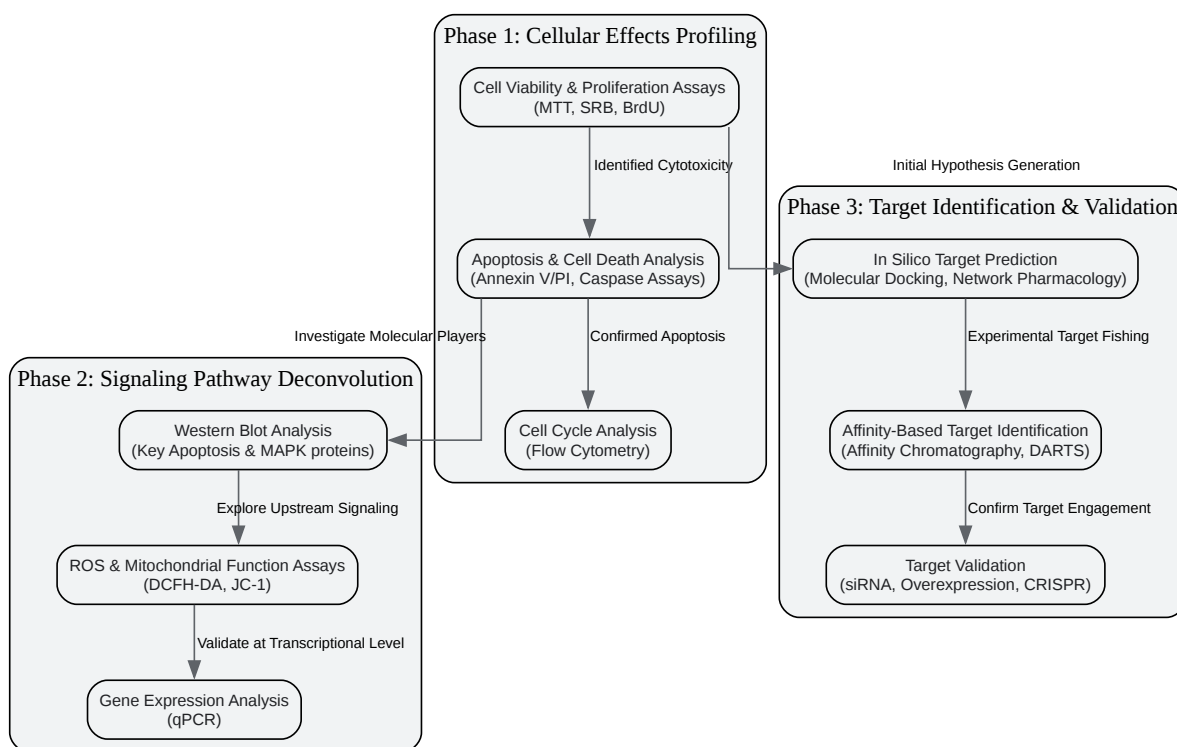 Phase 1: Cellular Effects Profiling
Cell Viability & Proliferation Assays
(MTT, SRB, BrdU)
Identified Cytotoxicity
Initial Hypothesis Generation
Apoptosis & Cell Death Analysis
(Annexin V/PI, Caspase Assays)
Investigate Molecular Players
Confirmed Apoptosis
Cell Cycle Analysis
(Flow Cytometry)
Phase 2: Signaling Pathway Deconvolution
Western Blot Analysis
(Key Apoptosis & MAPK proteins)
Explore Upstream Signaling
ROS & Mitochondrial Function Assays
(DCFH-DA, JC-1)
Validate at Transcriptional Level
Gene Expression Analysis
(qPCR)
Phase 3: Target Identification & Validation
In Silico Target Prediction
(Molecular Docking, Network Pharmacology)
Experimental Target Fishing
Affinity-Based Target Identification
(Affinity Chromatography, DARTS)
Confirm Target Engagement
Target Validation
(siRNA, Overexpression, CRISPR)